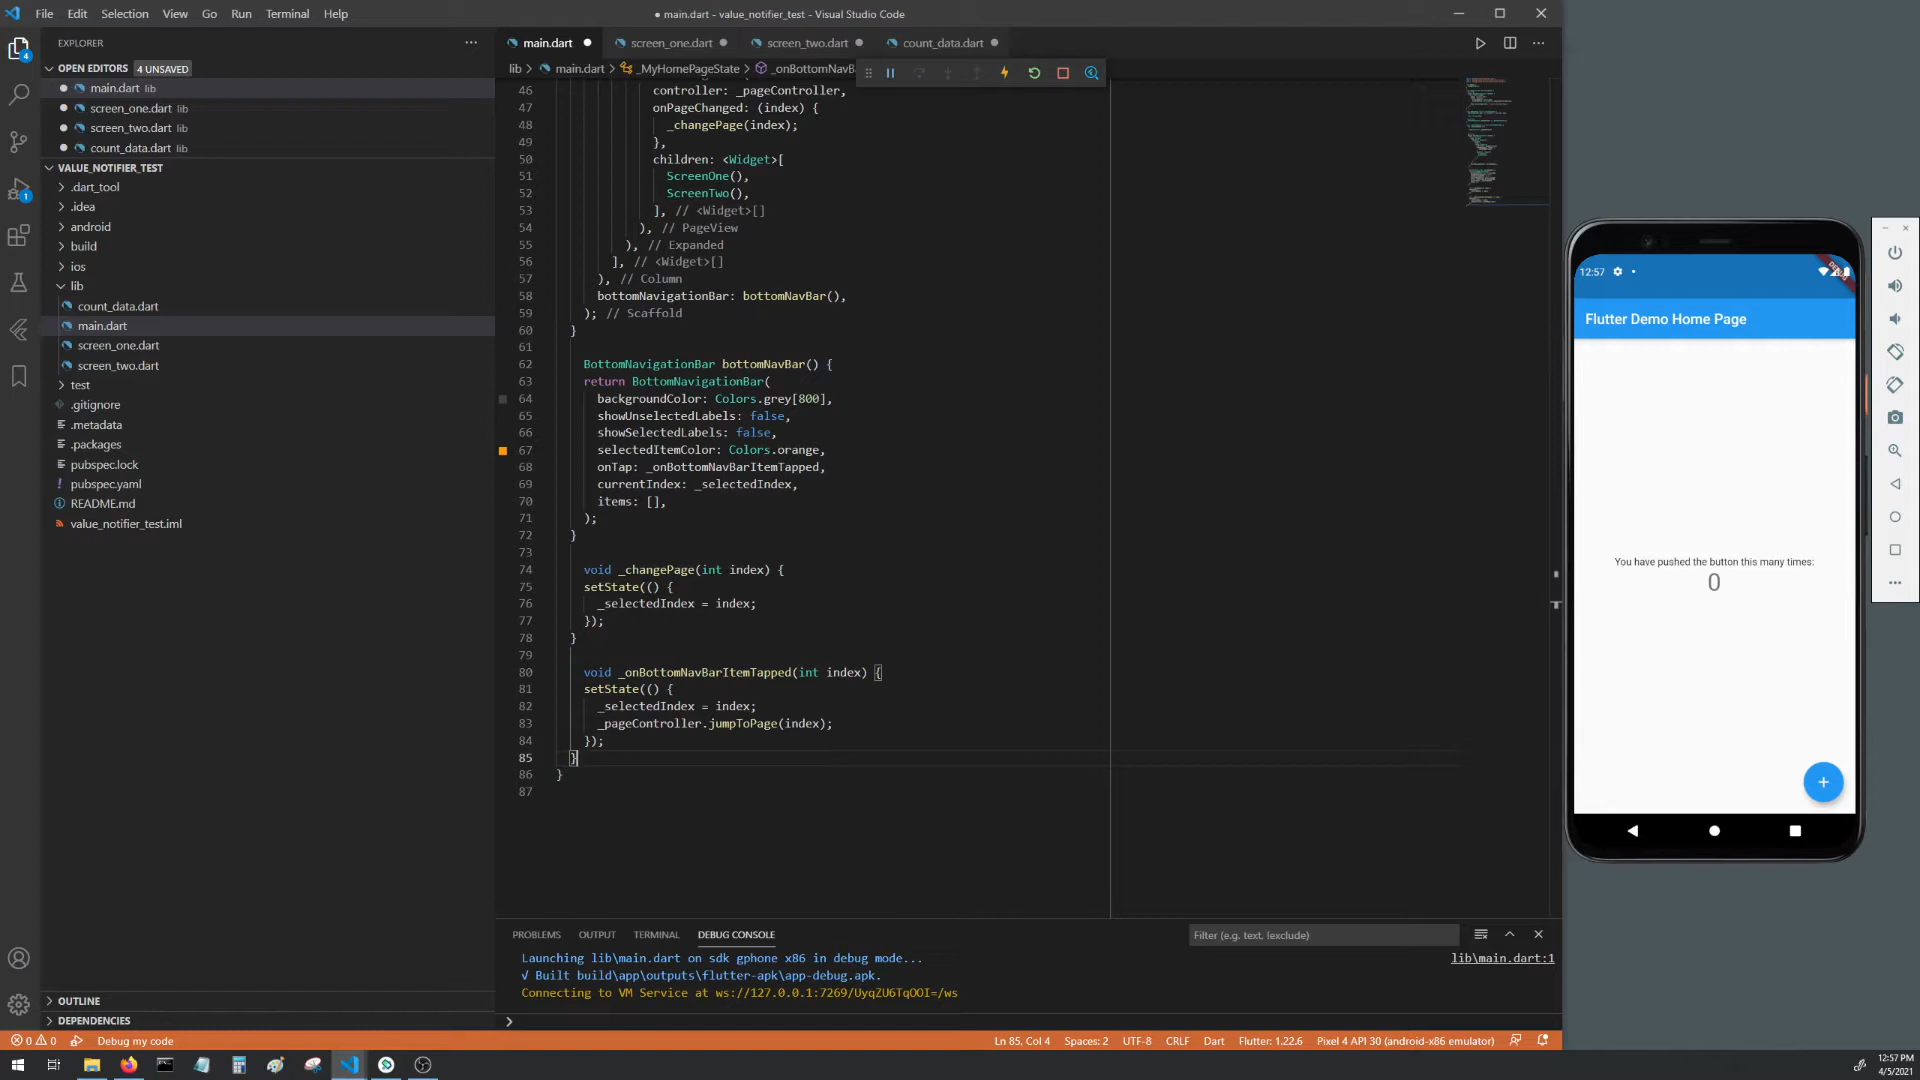 File Edit Selection View Go Run Terminal Help
● main.dart - value_notifier_test - Visual Studio Code
EXPLORER
OPEN EDITORS 4 UNSAVED
main.dart lib
screen_one.dart lib
screen_two.dart lib
count_data.dart lib
VALUE_NOTIFIER_TEST
.dart_tool
.idea
android
build
ios
lib
count_data.dart
main.dart
screen_one.dart
screen_two.dart
test
.gitignore
.metadata
.packages
pubspec.lock
pubspec.yaml
README.md
value_notifier_test.iml
OUTLINE
DEPENDENCIES
main.dart screen_one.dart screen_two.dart count_data.dart
lib > main.dart > _MyHomePageState > _onBottomNavBa
46 controller: _pageController,
47 onPageChanged: (index) {
48 _changePage(index);
49 },
50 children: <Widget>[
51 ScreenOne(),
52 ScreenTwo(),
53 ], // <Widget>[]
54 ), // PageView
55 ), // Expanded
56 ], // <Widget>[]
57 ), // Column
58 bottomNavigationBar: bottomNavBar(),
59 ); // Scaffold
60 }
61
62 BottomNavigationBar bottomNavBar() {
63 return BottomNavigationBar(
64 backgroundColor: Colors.grey[800],
65 showUnselectedLabels: false,
66 showSelectedLabels: false,
67 selectedItemColor: Colors.orange,
68 onTap: _onBottomNavBarItemTapped,
69 currentIndex: _selectedIndex,
70 items: [],
71 );
72 }
73
74 void _changePage(int index) {
75 setState(() {
76 _selectedIndex = index;
77 });
78 }
79
80 void _onBottomNavBarItemTapped(int index) {
81 setState(() {
82 _selectedIndex = index;
83 _pageController.jumpToPage(index);
84 });
85 }
86 }
87
PROBLEMS OUTPUT TERMINAL DEBUG CONSOLE
Filter (e.g. text, !exclude)
Launching lib\main.dart on sdk gphone x86 in debug mode...
lib\main.dart:1
√ Built build\app\outputs\flutter-apk\app-debug.apk.
Connecting to VM Service at ws://127.0.0.1:7269/UyqZU6TqOOI=/ws
0 0 Debug my code
Ln 85, Col 4 Spaces: 2 UTF-8 CRLF Dart Flutter: 1.22.6 Pixel 4 API 30 (android-x86 emulator)
12:57
DEBUG
Flutter Demo Home Page
You have pushed the button this many times:
0
+
4
1
12:57 PM
4/5/2021